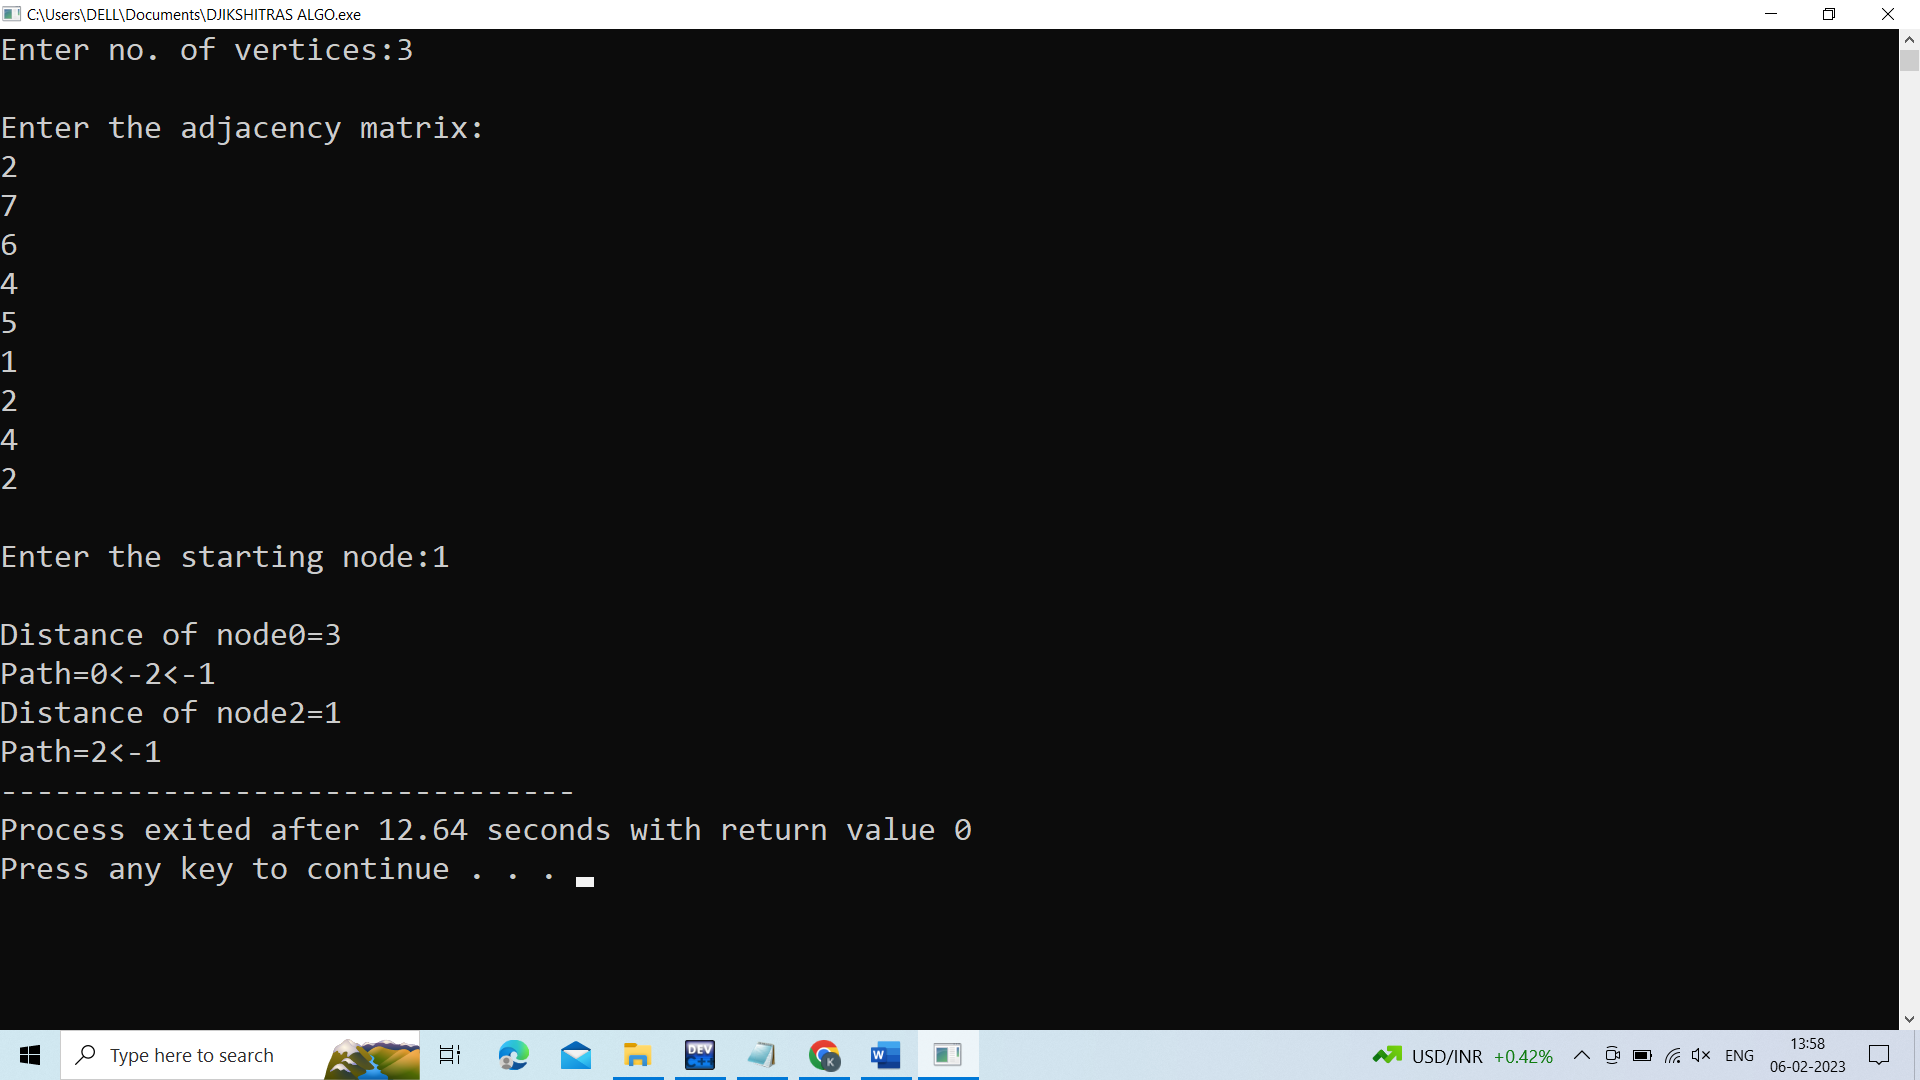 C:\Users\DELL\Documents\DJIKSHITRAS ALGO.exe
Enter no. of vertices:3
Enter the adjacency matrix:
2
7
6
4
5
1
2
4
2
Enter the starting node:1
Distance of node0=3
Path=0<-2<-1
Distance of node2=1
Path=2<-1
--------------------------------
Process exited after 12.64 seconds with return value 0
Press any key to continue . . .
Type here to search
DEV
C++
K
W
USD/INR +0.42%
ENG
13:58
06-02-2023